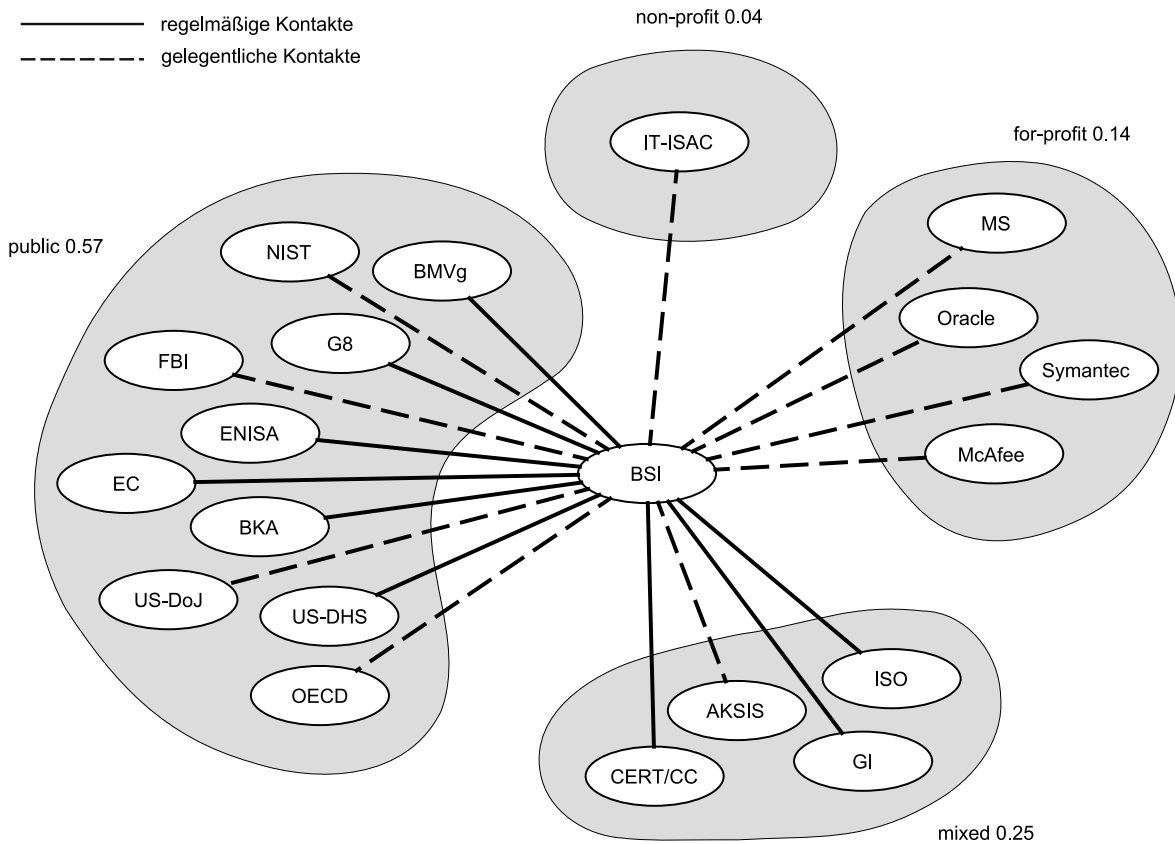 regelmäßige Kontakte
gelegentliche Kontakte
non-profit 0.04
IT-ISAC
for-profit 0.14
MS
Oracle
Symantec
McAfee
public 0.57
NIST
BMVg
G8
FBI
ENISA
EC
BKA
US-DoJ
US-DHS
OECD
BSI
ISO
AKSIS
GI
CERT/CC
mixed 0.25